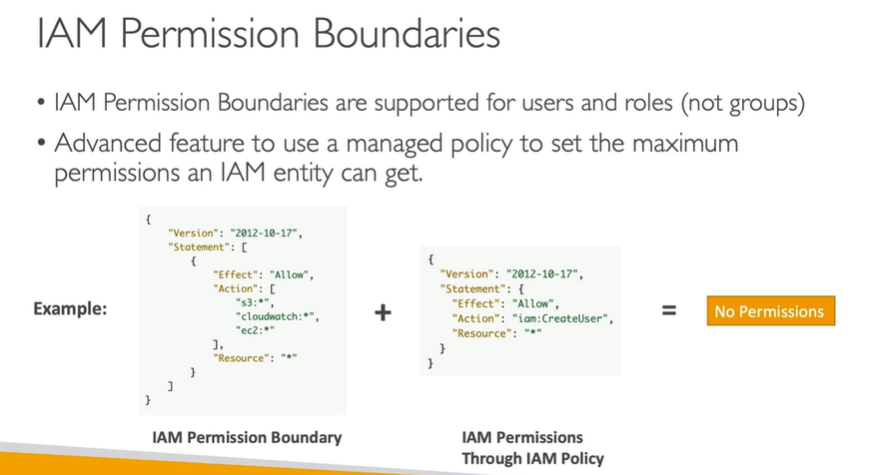 IAM Permission Boundaries
• IAM Permission Boundaries are supported for users and roles (not groups)
• Advanced feature to use a managed policy to set the maximum
permissions an IAM entity can get.
Example:
{
"Version": "2012-10-17",
"Statement": [
{
"Effect": "Allow",
"Action": [
"s3:*",
"cloudwatch:*",
"ec2:*"
],
"Resource": "*"
}
]
}
IAM Permission Boundary
+
{
"Version": "2012-10-17",
"Statement": {
"Effect": "Allow",
"Action": "iam:CreateUser",
"Resource": "*"
}
}
IAM Permissions
Through IAM Policy
=
No Permissions